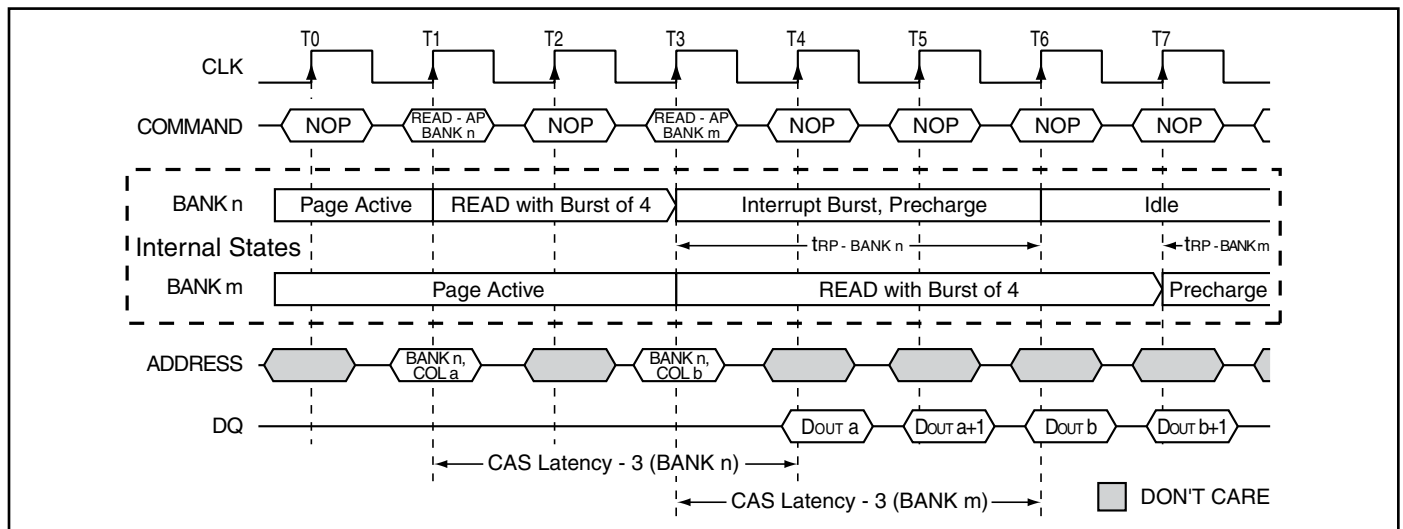 T0 T1 T2 T3 T4 T5 T6 T7
CLK
COMMAND NOP READ - AP BANK n NOP READ - AP BANK m NOP NOP NOP NOP
BANK n Page Active READ with Burst of 4 Interrupt Burst, Precharge Idle
Internal States tRP - BANK n tRP - BANK m
BANK m Page Active READ with Burst of 4 Precharge
ADDRESS BANK n, COL a BANK n, COL b
DQ DOUT a DOUT a+1 DOUT b DOUT b+1
CAS Latency - 3 (BANK n)
CAS Latency - 3 (BANK m) DON'T CARE